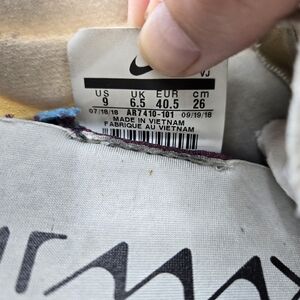 VJ
US UK EUR cm
9 6.5 40.5 26
07/18/18 AR7410-101 09/19/18
MADE IN VIETNAM
FABRIQUE AU VIETNAM